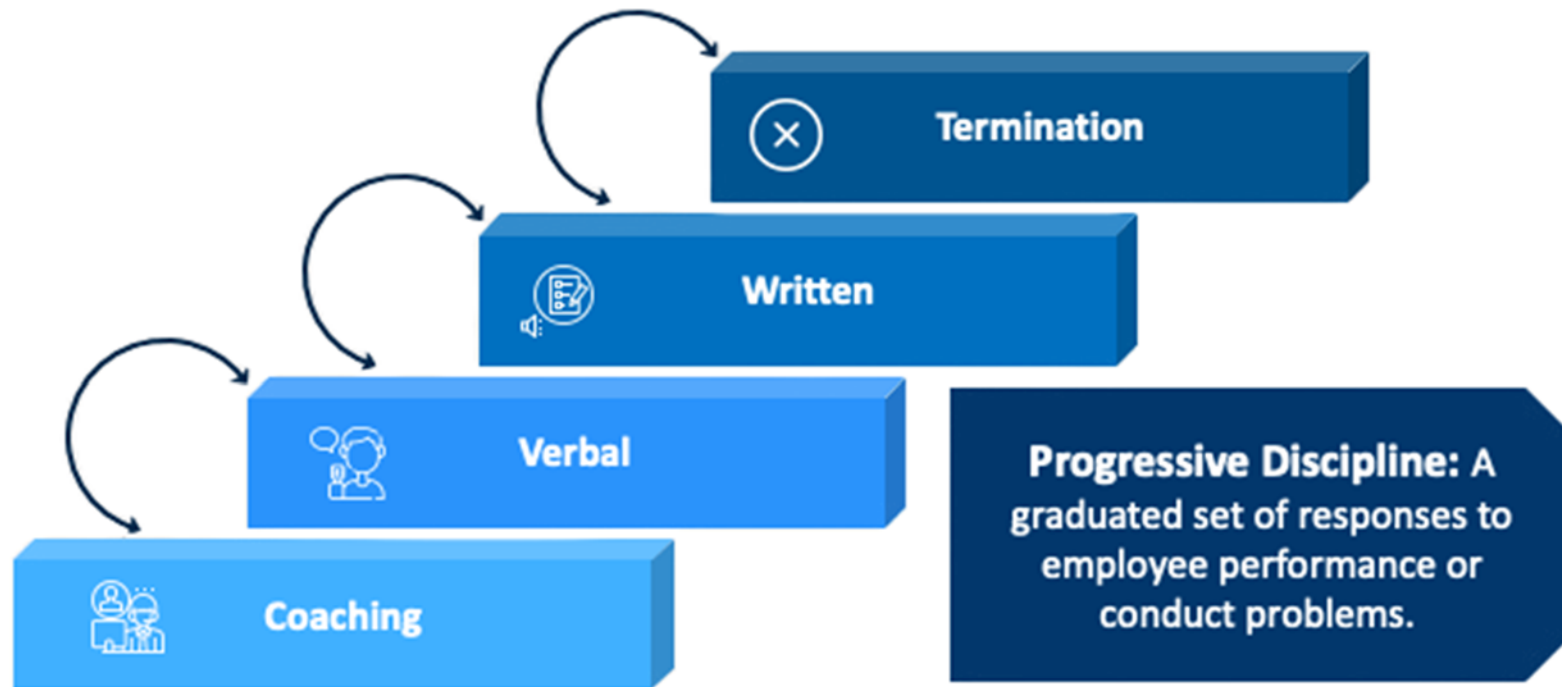 Termination
Written
Verbal
Coaching
Progressive Discipline: A
graduated set of responses to
employee performance or
conduct problems.